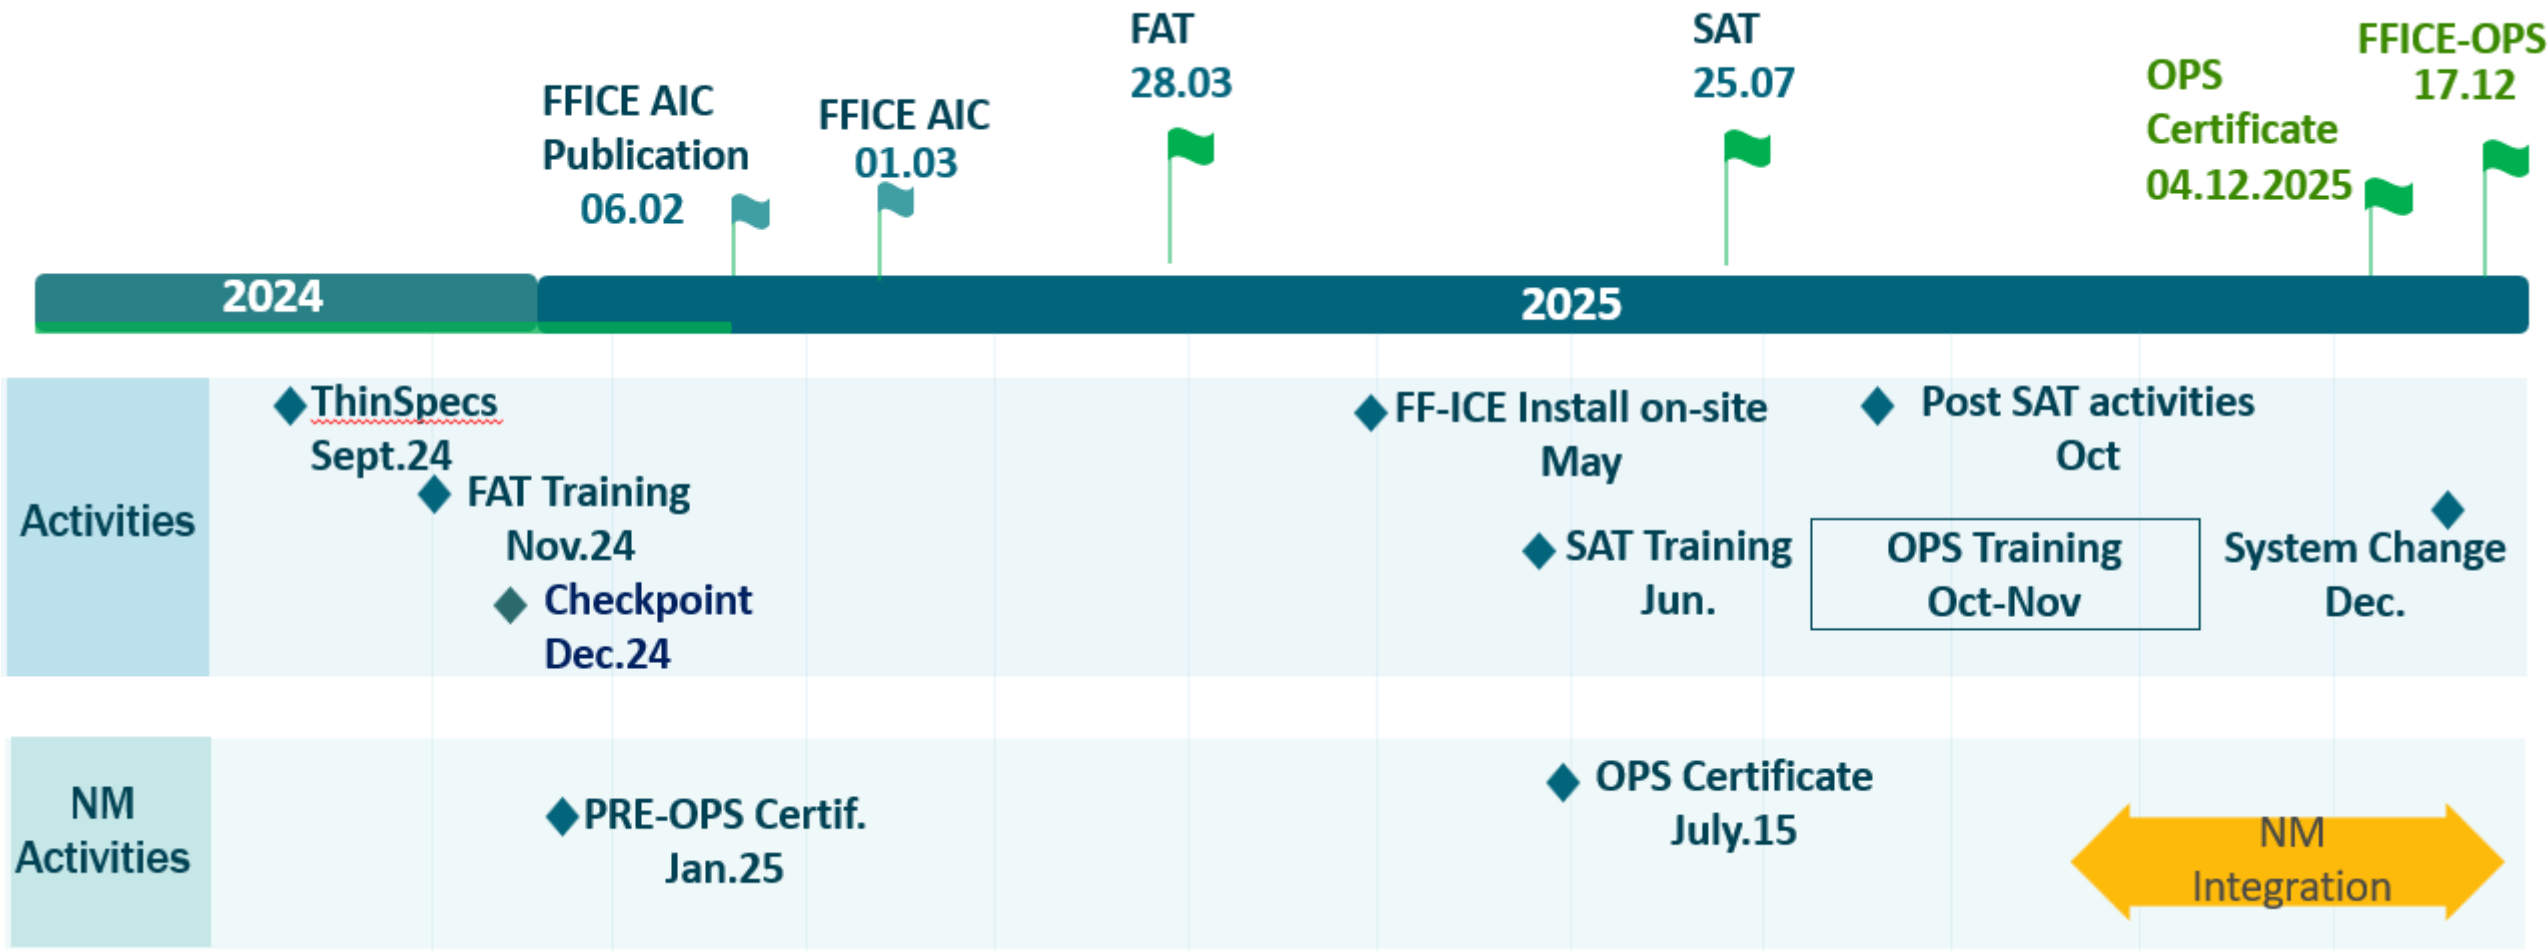 FAT
28.03
SAT
25.07
FFICE-OPS
17.12
OPS
Certificate
04.12.2025
FFICE AIC
Publication
06.02
FFICE AIC
01.03
2024
2025
Activities
ThinSpecs
Sept.24
FAT Training
Nov.24
Checkpoint
Dec.24
FF-ICE Install on-site
May
SAT Training
Jun.
Post SAT activities
Oct
OPS Training
Oct-Nov
System Change
Dec.
NM
Activities
PRE-OPS Certif.
Jan.25
OPS Certificate
July.15
NM
Integration